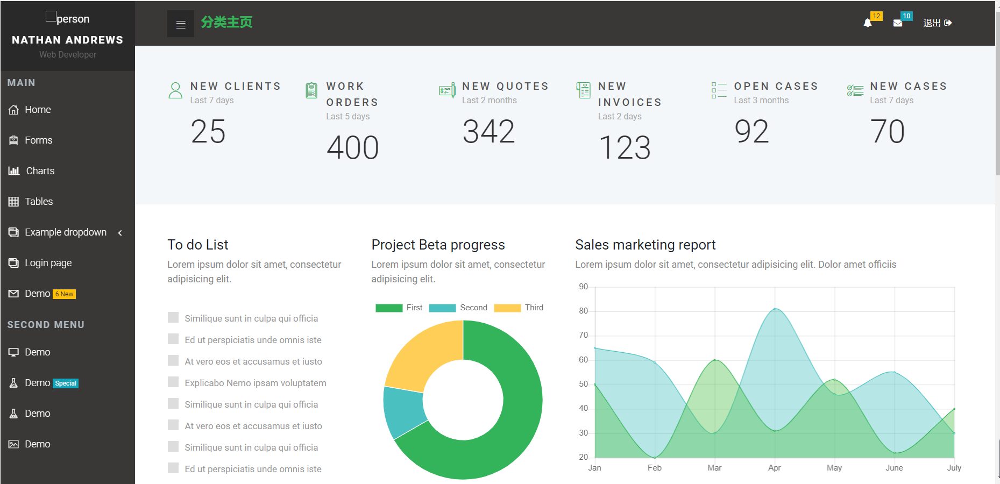 person
NATHAN ANDREWS
Web Developer
MAIN
Home
Forms
Charts
Tables
Example dropdown
Login page
Demo 6 New
SECOND MENU
Demo
Demo Special
Demo
Demo
分类主页
12
10
退出
NEW CLIENTS
Last 7 days
25
WORK
ORDERS
Last 5 days
400
NEW QUOTES
Last 2 months
342
NEW
INVOICES
Last 2 days
123
OPEN CASES
Last 3 months
92
NEW CASES
Last 7 days
70
To do List
Lorem ipsum dolor sit amet, consectetur
adipisicing elit.
Similique sunt in culpa qui officia
Ed ut perspiciatis unde omnis iste
At vero eos et accusamus et iusto
Explicabo Nemo ipsam voluptatem
Similique sunt in culpa qui officia
At vero eos et accusamus et iusto
Similique sunt in culpa qui officia
Ed ut perspiciatis unde omnis iste
Project Beta progress
Lorem ipsum dolor sit amet, consectetur
adipisicing elit.
First Second Third
Sales marketing report
Lorem ipsum dolor sit amet, consectetur adipisicing elit. Dolor amet officiis
90
80
70
60
50
40
30
20
Jan Feb Mar Apr May June July